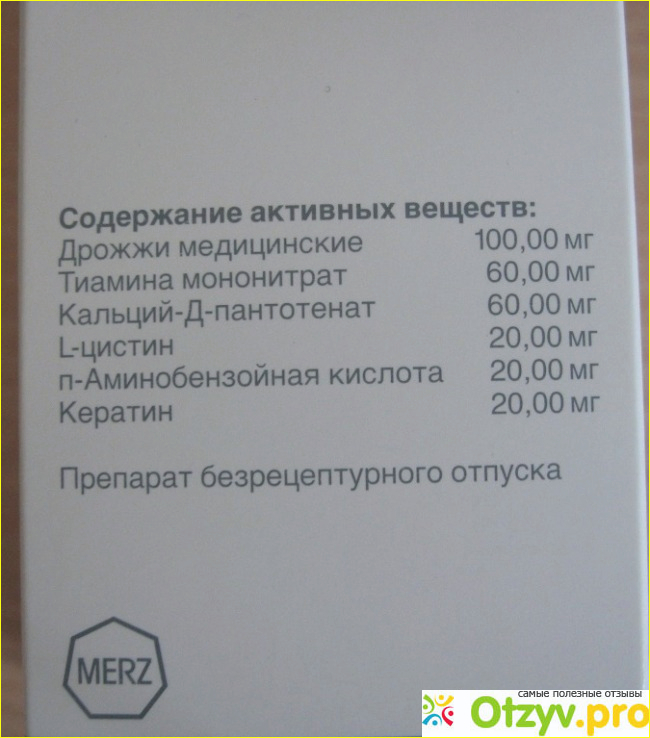 Содержание активных веществ:
Дрожжи медицинские 100,00 мг
Тиамина мононитрат 60,00 мг
Кальций-Д-пантотенат 60,00 мг
L-цистин 20,00 мг
п-Аминобензойная кислота 20,00 мг
Кератин 20,00 мг
Препарат безрецептурного отпуска
MERZ
самые полезные отзывы
Otzyv.pro